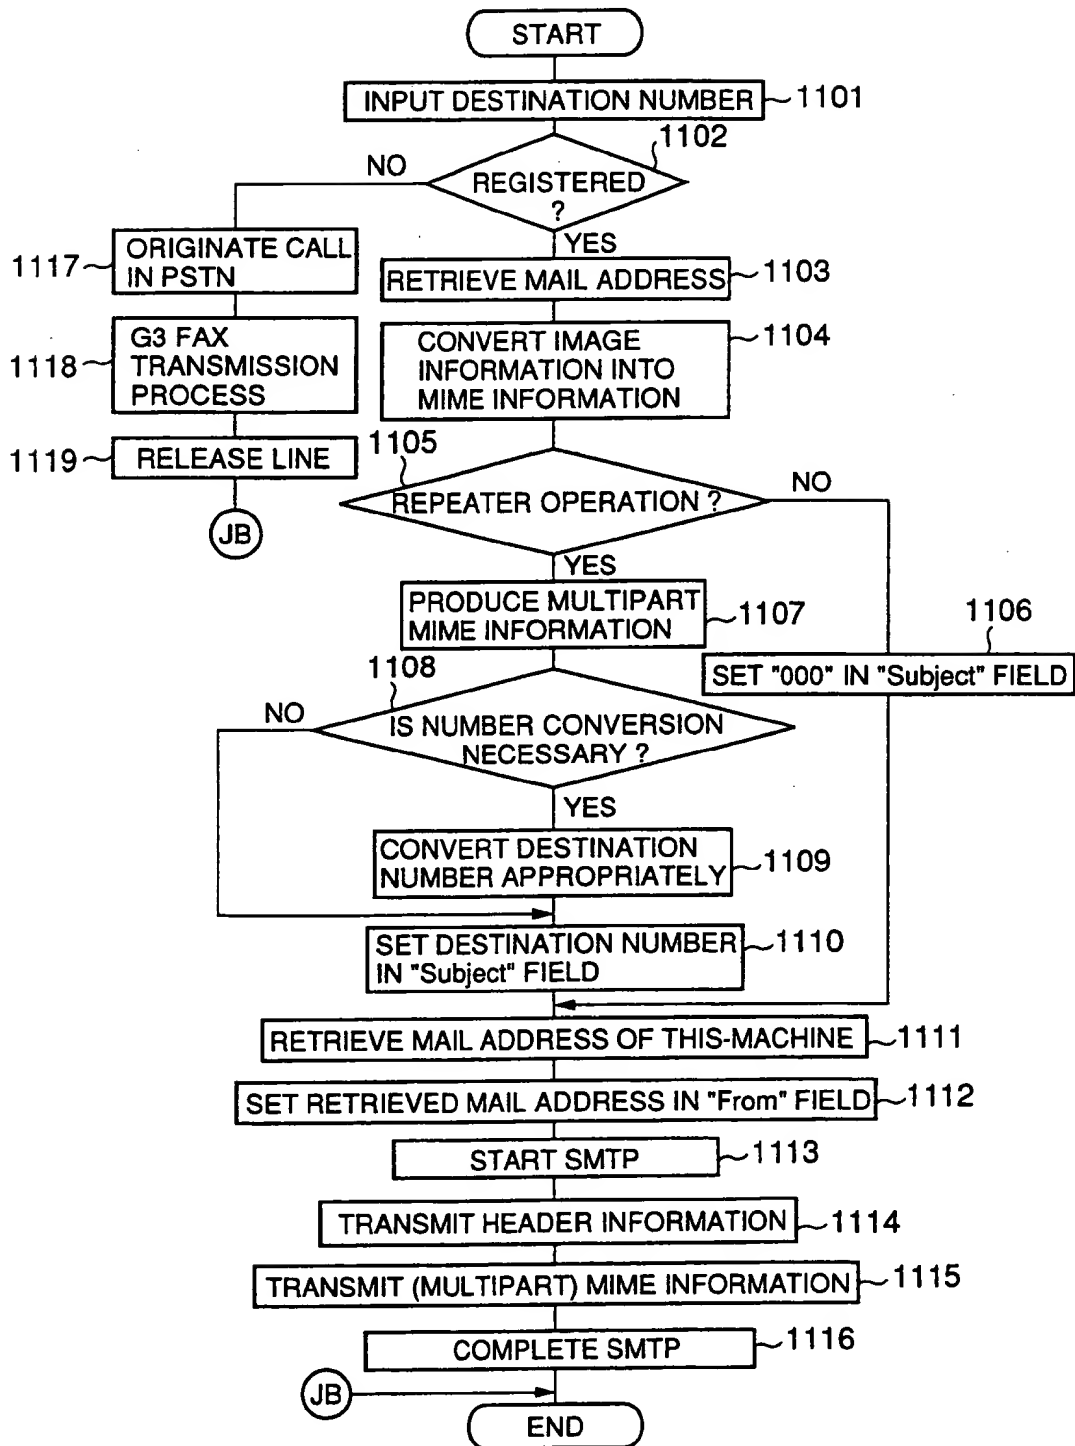 START
INPUT DESTINATION NUMBER
1101
1102
NO
REGISTERED
?
YES
1117
ORIGINATE CALL
IN PSTN
RETRIEVE MAIL ADDRESS
1103
1118
G3 FAX
TRANSMISSION
PROCESS
CONVERT IMAGE
INFORMATION INTO
MIME INFORMATION
1104
1119
RELEASE LINE
JB
1105
REPEATER OPERATION ?
NO
YES
PRODUCE MULTIPART
MIME INFORMATION
1107
1106
SET "000" IN "Subject" FIELD
1108
NO
IS NUMBER CONVERSION
NECESSARY ?
YES
CONVERT DESTINATION
NUMBER APPROPRIATELY
1109
SET DESTINATION NUMBER
IN "Subject" FIELD
1110
RETRIEVE MAIL ADDRESS OF THIS-MACHINE
1111
SET RETRIEVED MAIL ADDRESS IN "From" FIELD
1112
START SMTP
1113
TRANSMIT HEADER INFORMATION
1114
TRANSMIT (MULTIPART) MIME INFORMATION
1115
COMPLETE SMTP
1116
JB
END